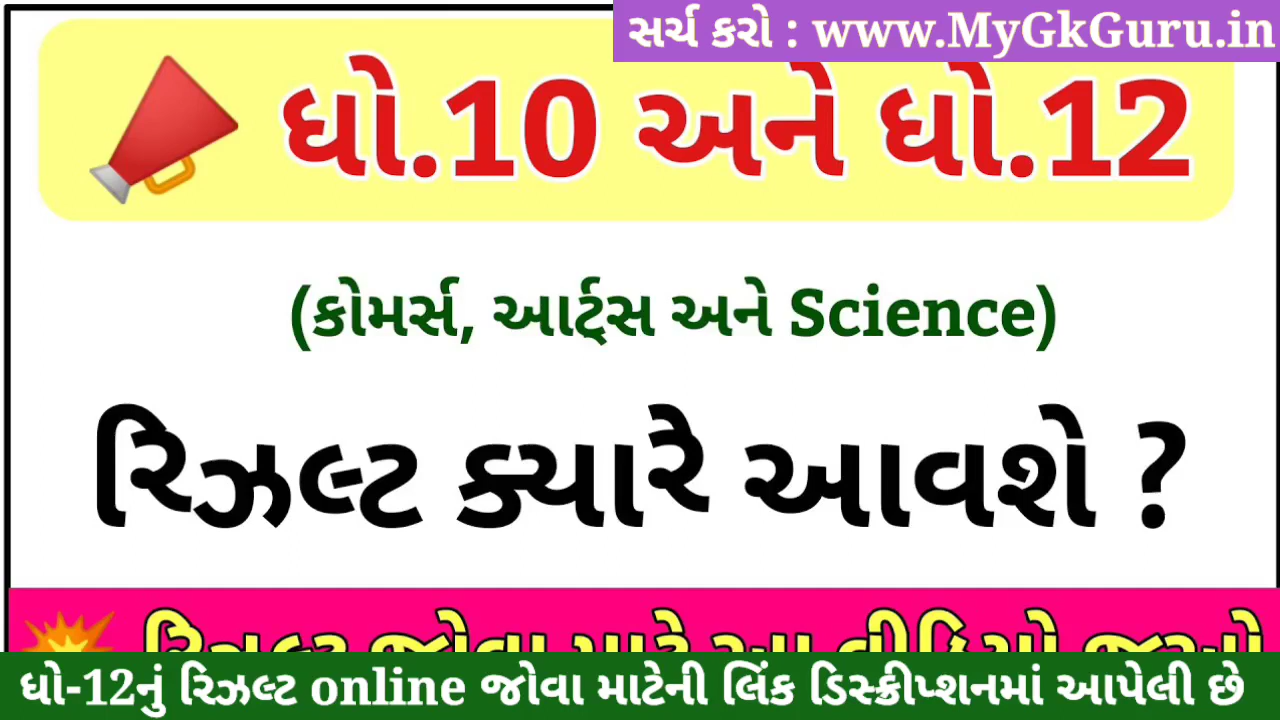 સર્ચ કરો : www.MyGkGuru.in
ધો.10 અને ધો.12
(કોમર્સ, આર્ટ્સ અને Science)
રિઝલ્ટ ક્યારે આવશે ?
રિઝલ્ટ જોવા માટે આ વીડિયો જુઓ
ધો-12નું રિઝલ્ટ online જોવા માટેની લિંક ડિસ્ક્રીપ્શનમાં આપેલી છે